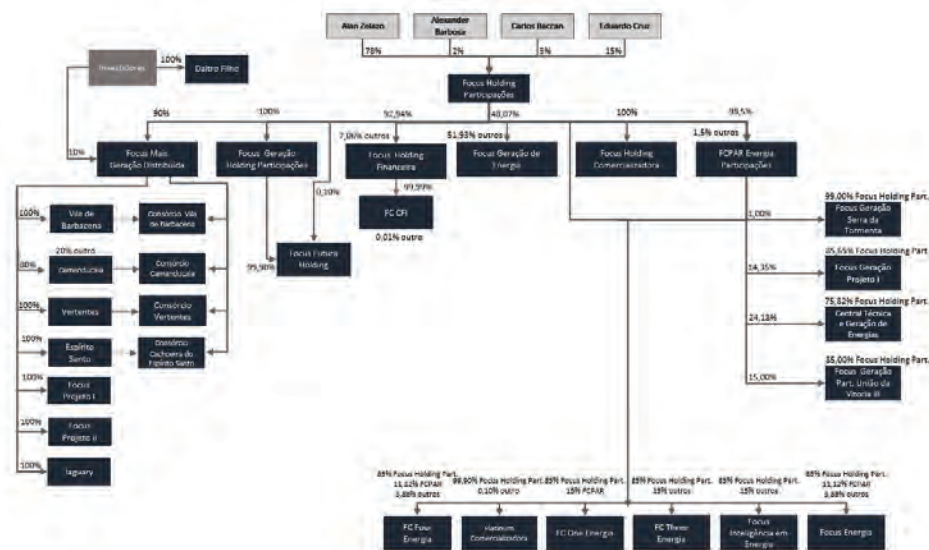 Alan Zelazo
Alexander
Barbosa
Carlos Baccan
Eduardo Cruz
78%
2%
5%
15%
Investidores
100%
Daltro Filho
Focus Holding
Participações
90%
100%
92,94%
48,07%
100%
98,5%
7,06% outros
51,93% outros
1,5% outros
10%
Focus Mais
Geração Distribuída
Focus Geração
Holding Participações
Focus Holding
Financeira
Focus Geração de
Energia
Focus Holding
Comercializadora
FCPAR Energia
Participações
0,10%
99,99%
FC CFI
0,01% outro
99,90%
Focus Futura
Holding
100%
Vila de
Barbacena
Consórcio Vila
de Barbacena
20% outro
80%
Camanducaia
Consórcio
Camanducaia
100%
Vertentes
Consórcio
Vertentes
100%
Espírito
Santo
Consórcio
Cachoeira do
Espírito Santo
100%
Focus
Projeto I
100%
Focus
Projeto II
100%
Jaguary
99,00% Focus Holding Part.
1,00%
Focus Geração
Serra da
Tormenta
85,65% Focus Holding Part
14,35%
Focus Geração
Projeto I
75,82% Focus Holding Part.
24,18%
Central Técnica
e Geração de Energias
85,00% Focus Holding Part.
15,00%
Focus Geração
Part. União da
Vitoria III
85% Focus Holding Part.
11,12% FCPAR
3,88% outros
99,90% Focus Holding Part.
0,10% outro
85% Focus Holding Part.
15% FCPAR
85% Focus Holding Part.
15% outros
85% Focus Holding Part.
15% outros
85% Focus Holding Part.
11,12% FCPAR
3,88% outros
FC Fuse
Energia
Platinum
Comercializadora
FC One Energia
FC Three
Energia
Focus
Inteligência em
Energia
Focus Energia